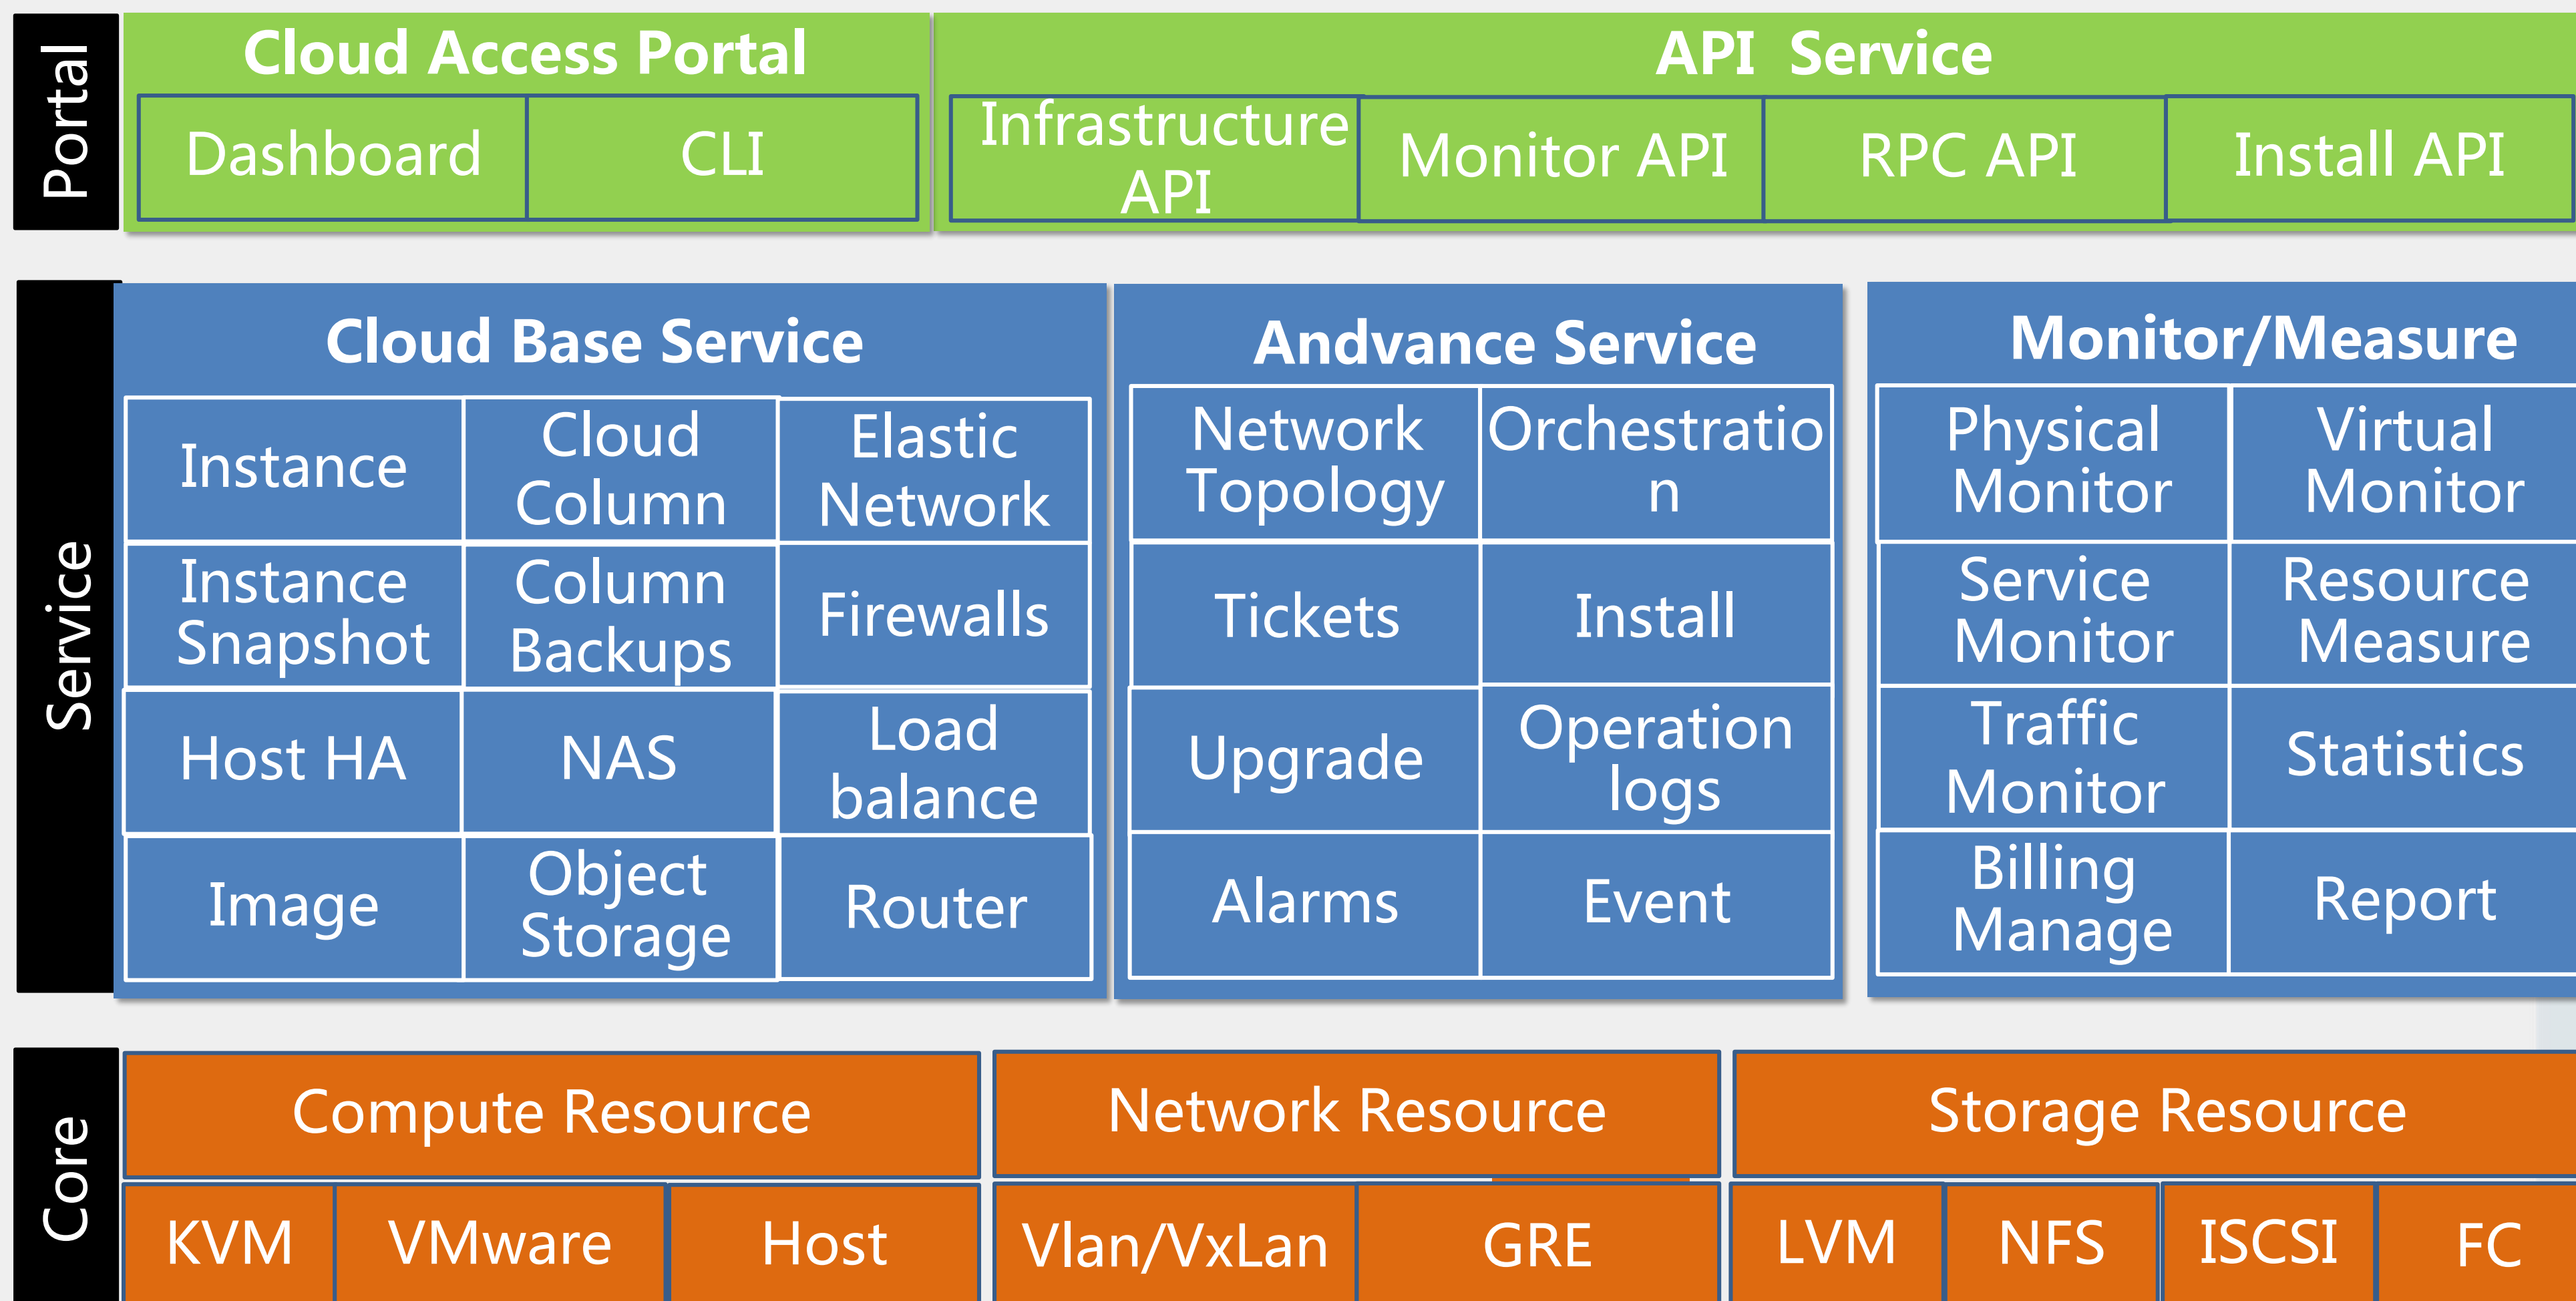 Portal
Cloud Access Portal
Dashboard
CLI
API  Service
Infrastructure
API
Monitor API
RPC API
Install API
Service
Cloud Base Service
Instance
Cloud
Column
Elastic
Network
Instance
Snapshot
Column
Backups
Firewalls
Host HA
NAS
Load
balance
Image
Object
Storage
Router
Andvance Service
Network
Topology
Orchestratio
n
Tickets
Install
Upgrade
Operation
logs
Alarms
Event
Monitor/Measure
Physical
Monitor
Virtual
Monitor
Service
Monitor
Resource
Measure
Traffic
Monitor
Statistics
Billing
Manage
Report
Core
Compute Resource
KVM
VMware
Host
Network Resource
Vlan/VxLan
GRE
Storage Resource
LVM
NFS
ISCSI
FC